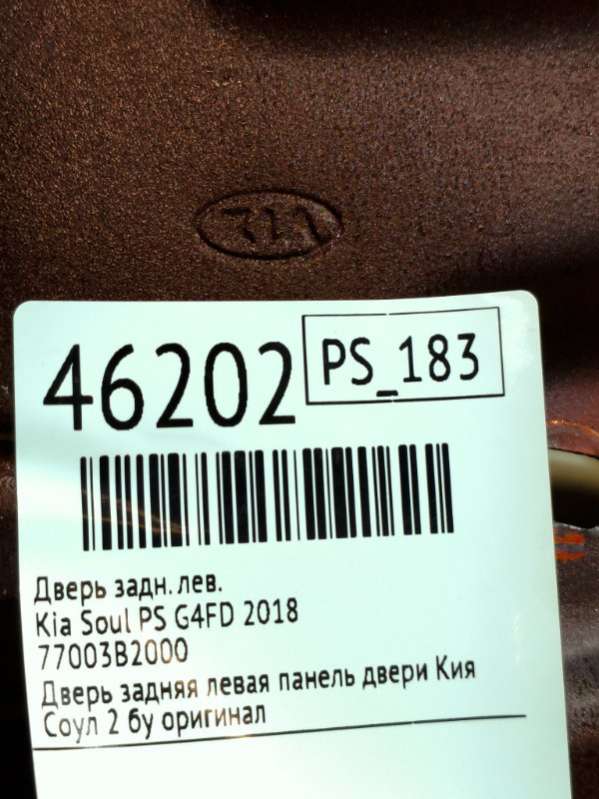 KIA
46202
PS_183
Дверь задн. лев.
Kia Soul PS G4FD 2018
77003B2000
Дверь задняя левая панель двери Кия
Соул 2 бу оригинал